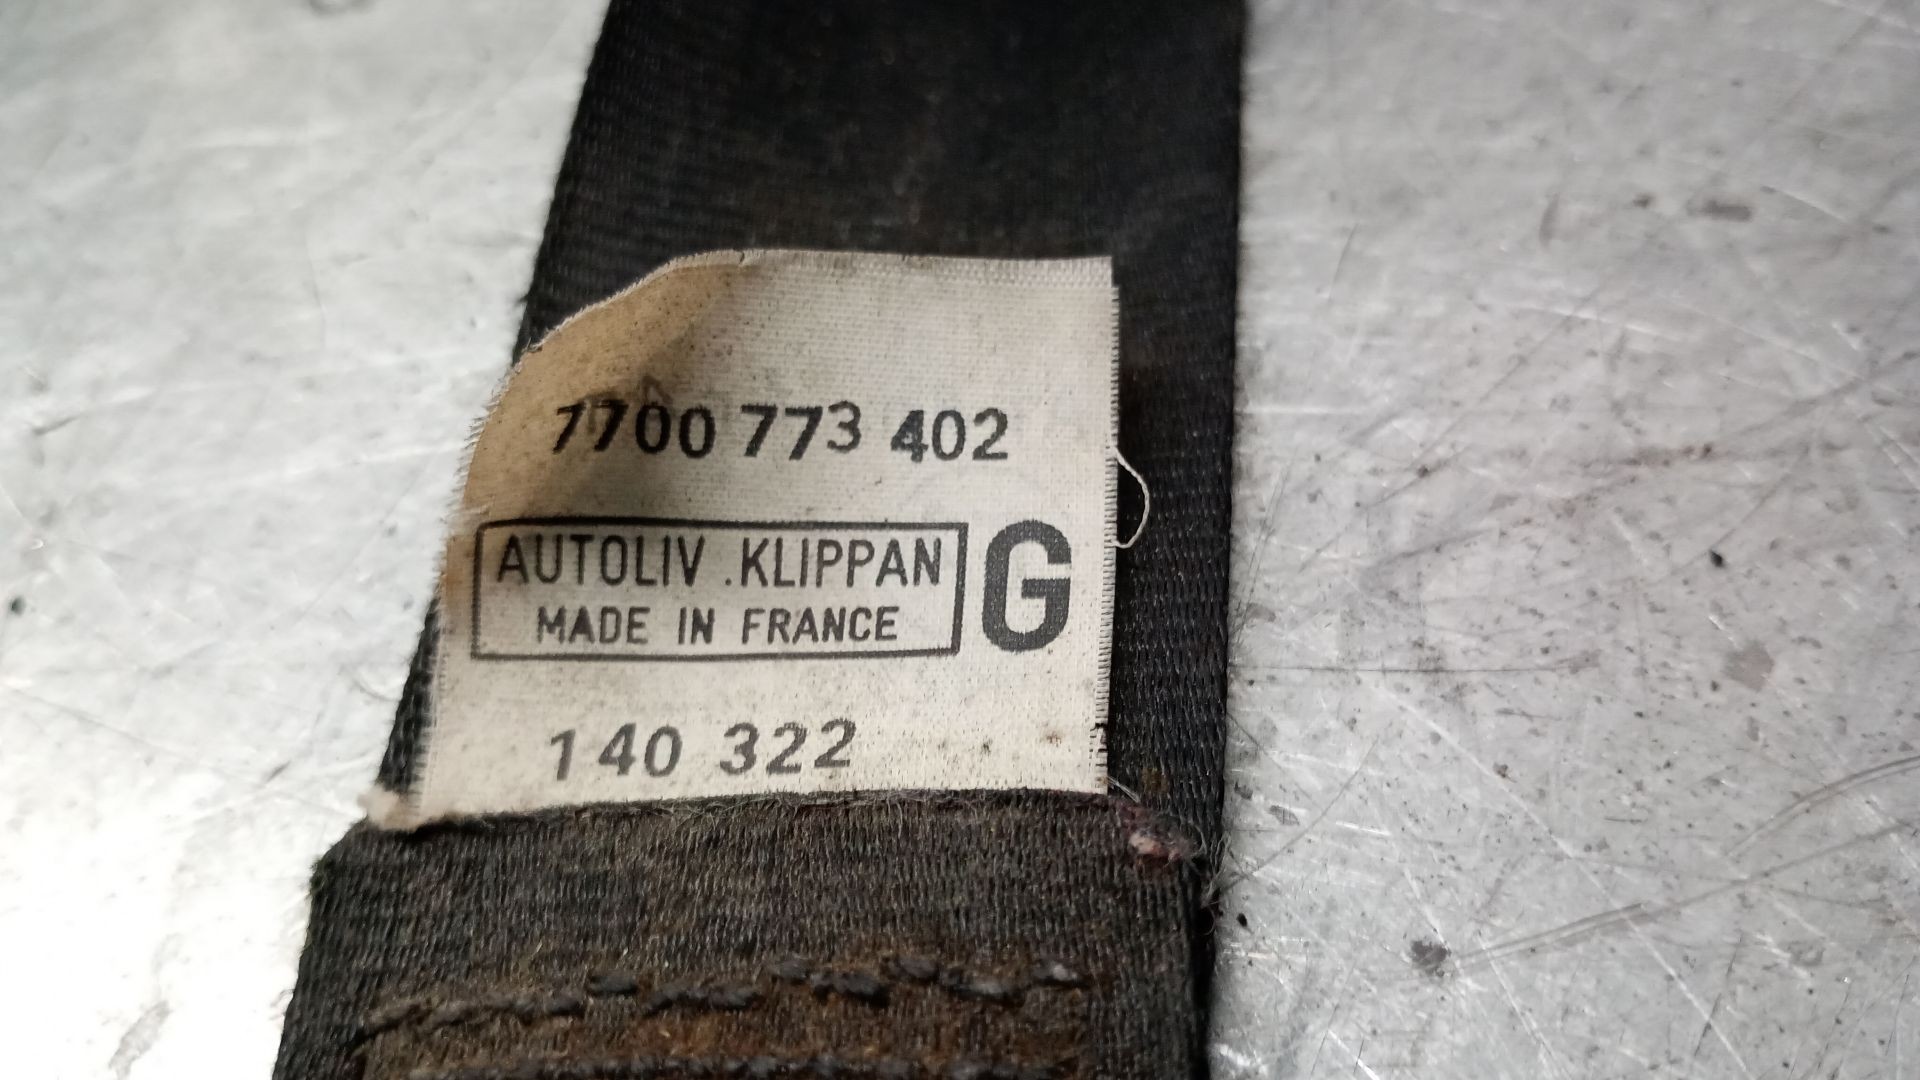 7700 773 402
AUTOLIV .KLIPPAN
MADE IN FRANCE
G
140 322